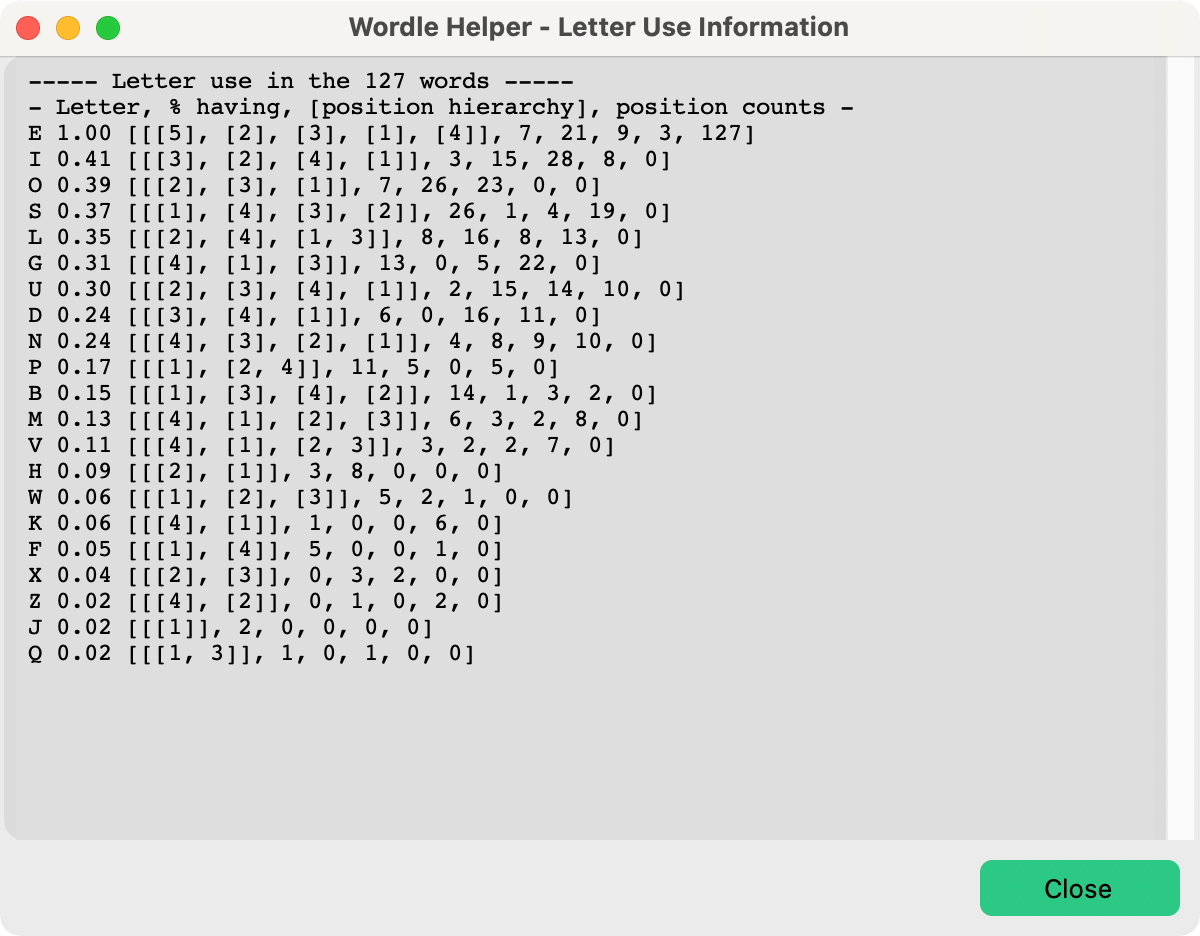 Wordle Helper - Letter Use Information
----- Letter use in the 127 words -----
- Letter, % having, [position hierarchy], position counts -
E 1.00 [[[5], [2], [3], [1], [4]], 7, 21, 9, 3, 127]
I 0.41 [[[3], [2], [4], [1]], 3, 15, 28, 8, 0]
O 0.39 [[[2], [3], [1]], 7, 26, 23, 0, 0]
S 0.37 [[[1], [4], [3], [2]], 26, 1, 4, 19, 0]
L 0.35 [[[2], [4], [1, 3]], 8, 16, 8, 13, 0]
G 0.31 [[[4], [1], [3]], 13, 0, 5, 22, 0]
U 0.30 [[[2], [3], [4], [1]], 2, 15, 14, 10, 0]
D 0.24 [[[3], [4], [1]], 6, 0, 16, 11, 0]
N 0.24 [[[4], [3], [2], [1]], 4, 8, 9, 10, 0]
P 0.17 [[[1], [2, 4]], 11, 5, 0, 5, 0]
B 0.15 [[[1], [3], [4], [2]], 14, 1, 3, 2, 0]
M 0.13 [[[4], [1], [2], [3]], 6, 3, 2, 8, 0]
V 0.11 [[[4], [1], [2, 3]], 3, 2, 2, 7, 0]
H 0.09 [[[2], [1]], 3, 8, 0, 0, 0]
W 0.06 [[[1], [2], [3]], 5, 2, 1, 0, 0]
K 0.06 [[[4], [1]], 1, 0, 0, 6, 0]
F 0.05 [[[1], [4]], 5, 0, 0, 1, 0]
X 0.04 [[[2], [3]], 0, 3, 2, 0, 0]
Z 0.02 [[[4], [2]], 0, 1, 0, 2, 0]
J 0.02 [[[1]], 2, 0, 0, 0, 0]
Q 0.02 [[[1, 3]], 1, 0, 1, 0, 0]
Close